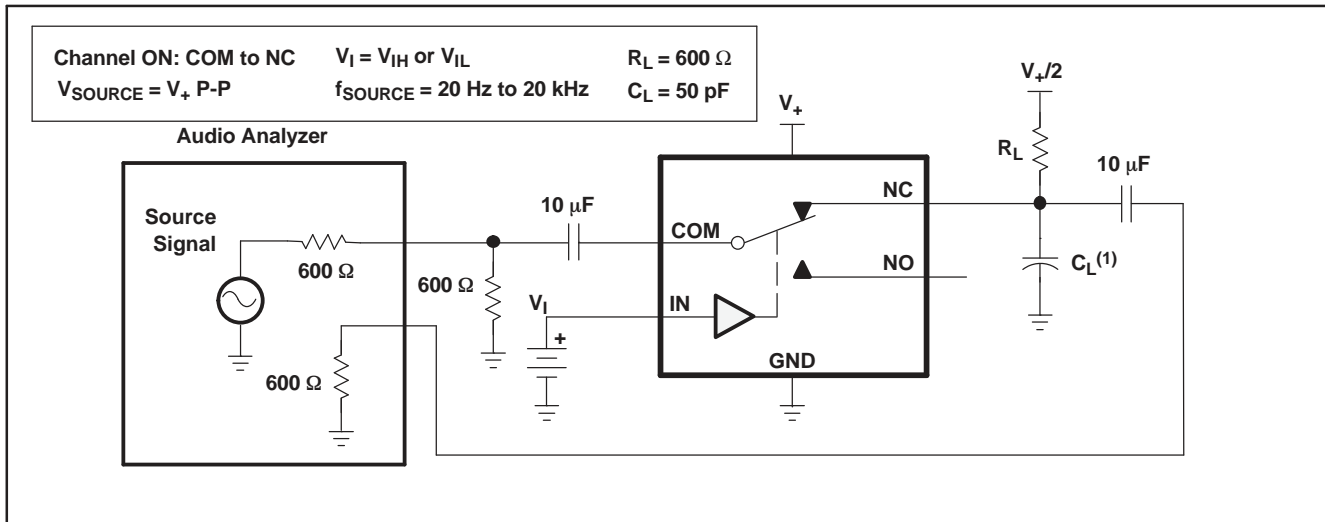 Channel ON: COM to NC
V_I = V_IH or V_IL
R_L = 600 Ω
V_SOURCE = V_+ P-P
f_SOURCE = 20 Hz to 20 kHz
C_L = 50 pF
Audio Analyzer
V_+/2
V_+
R_L
10 μF
NC
Source
Signal
10 μF
COM
600 Ω
600 Ω
NO
C_L(1)
V_I
IN
+
GND
600 Ω